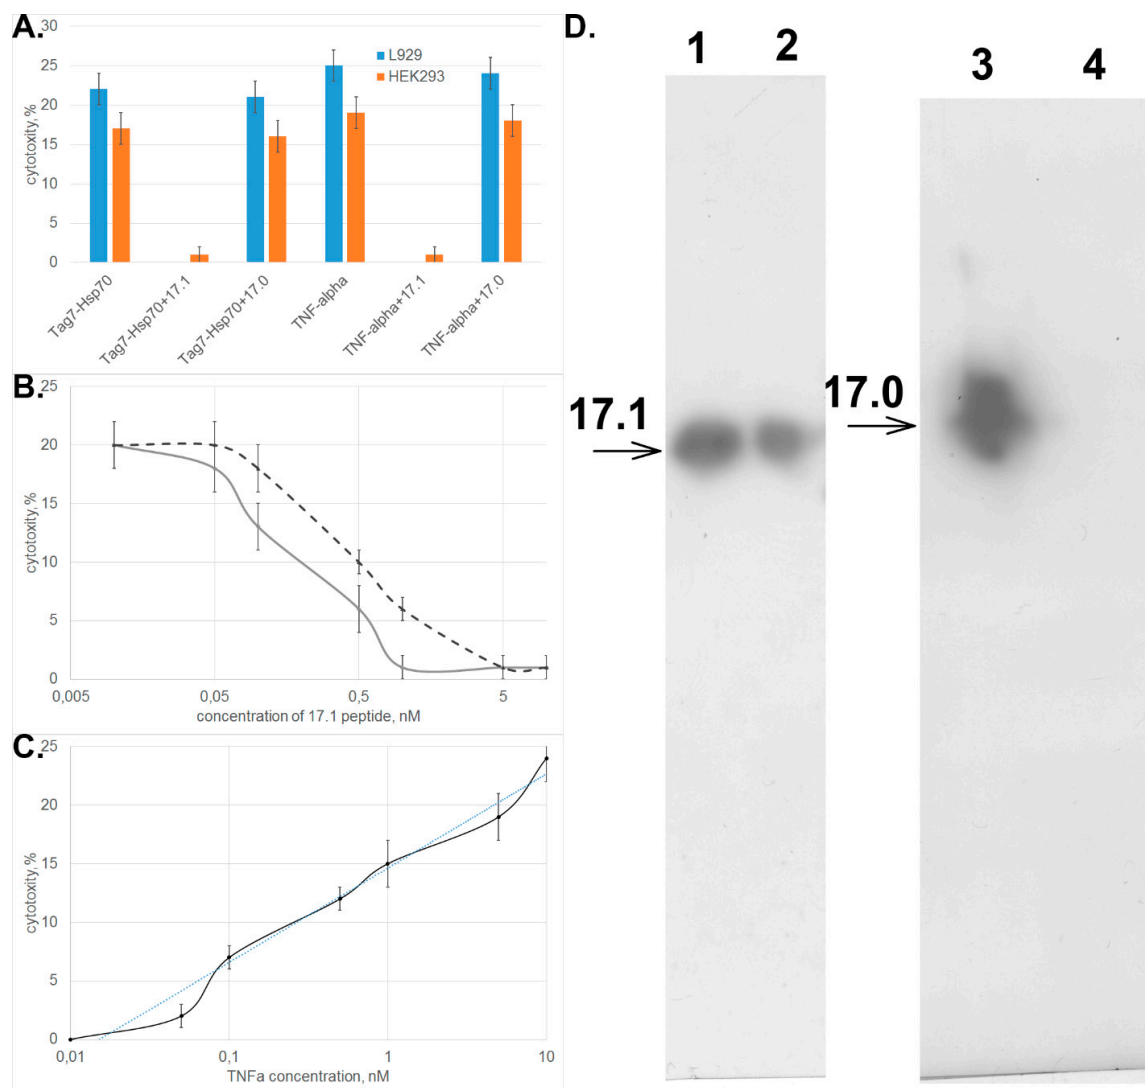 A.
30
25
20
15
10
5
0
cytotoxity, %
L929
HEK293
Tag7-Hsp70
Tag7-Hsp70+17.1
Tag7-Hsp70+17.0
TNF-alpha
TNF-alpha+17.1
TNF-alpha+17.0
B.
25
20
15
10
5
0
cytotoxity, %
0,005
0,05
0,5
5
concentration of 17.1 peptide, nM
C.
25
20
15
10
5
0
cytotoxity, %
0,01
0,1
1
10
TNFa concentration, nM
D.
1
2
3
4
17.1
17.0